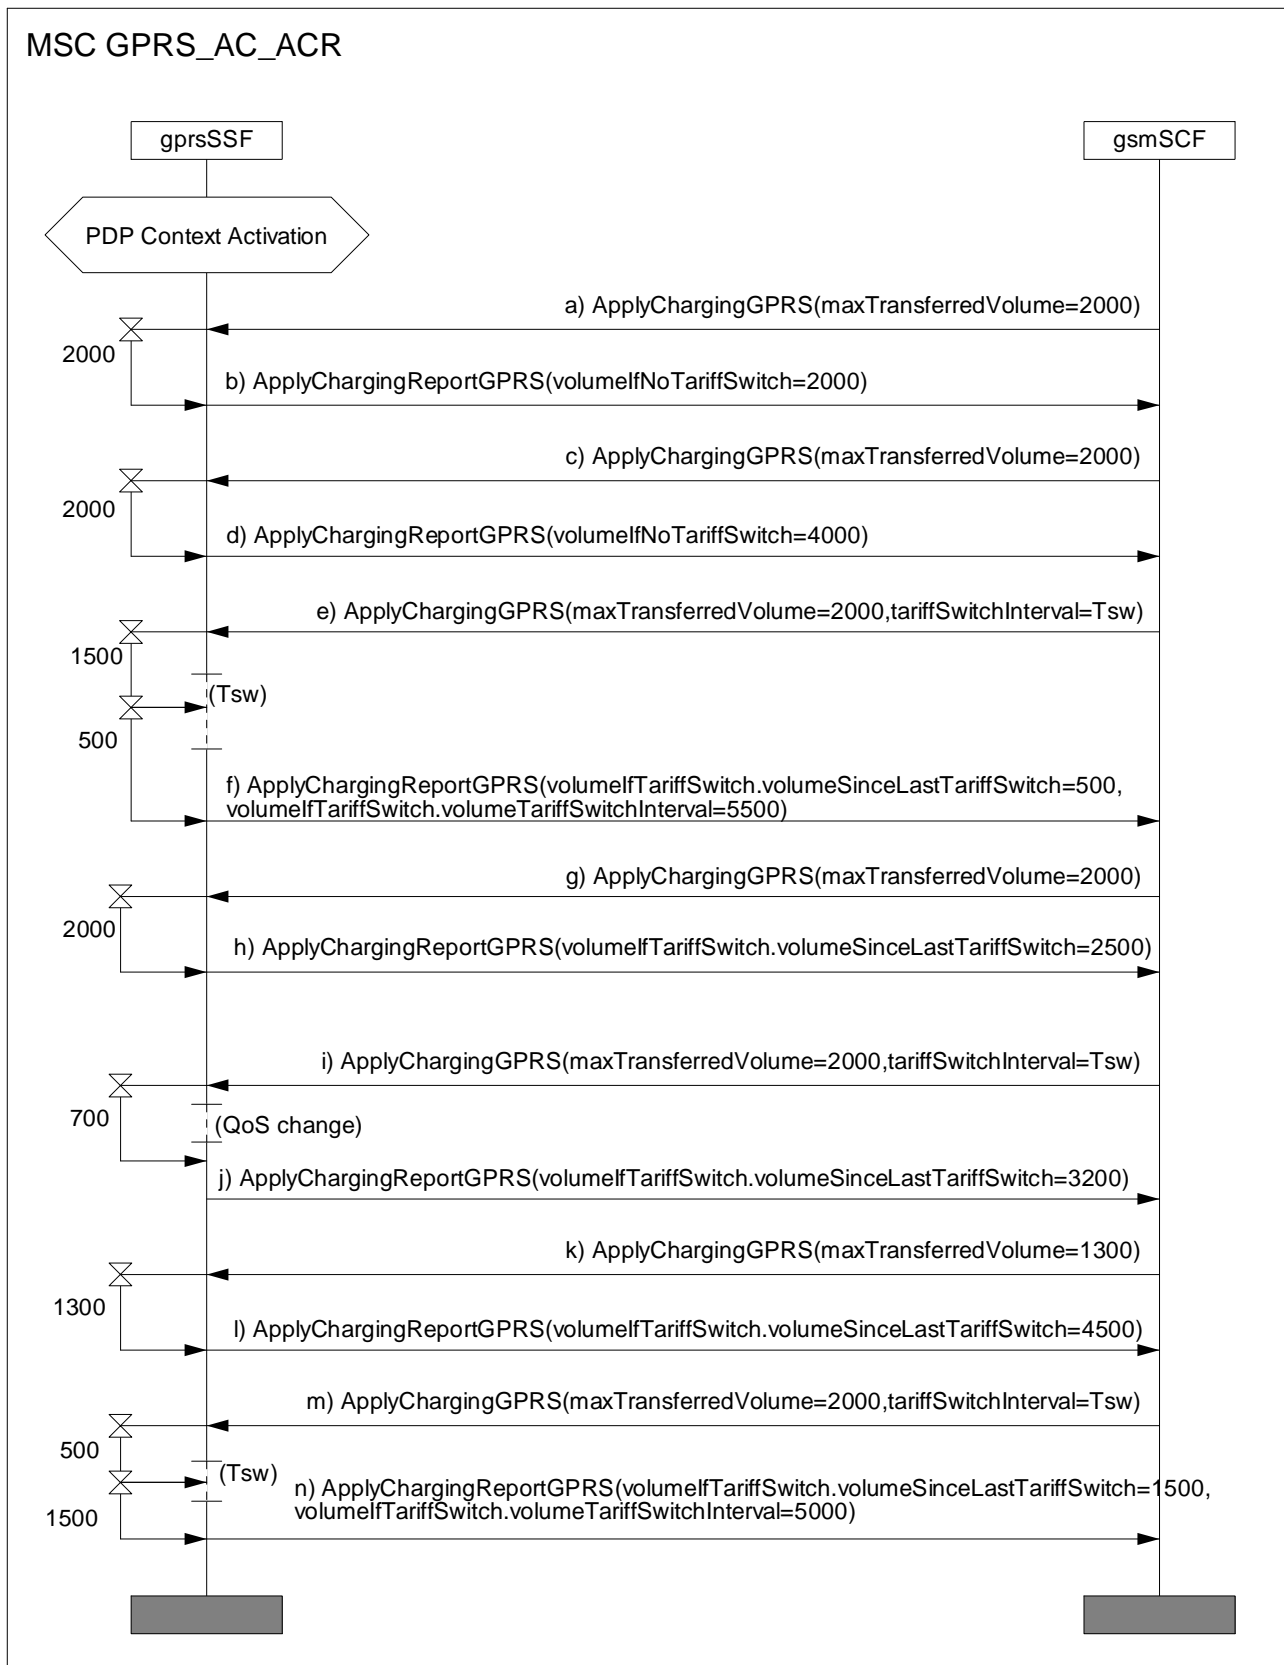 MSC GPRS_AC_ACR
gprsSSF
gsmSCF
PDP Context Activation
a) ApplyChargingGPRS(maxTransferredVolume=2000)
2000
b) ApplyChargingReportGPRS(volumeIfNoTariffSwitch=2000)
c) ApplyChargingGPRS(maxTransferredVolume=2000)
2000
d) ApplyChargingReportGPRS(volumeIfNoTariffSwitch=4000)
e) ApplyChargingGPRS(maxTransferredVolume=2000,tariffSwitchInterval=Tsw)
1500
(Tsw)
500
f) ApplyChargingReportGPRS(volumeIfTariffSwitch.volumeSinceLastTariffSwitch=500,
volumeIfTariffSwitch.volumeTariffSwitchInterval=5500)
g) ApplyChargingGPRS(maxTransferredVolume=2000)
2000
h) ApplyChargingReportGPRS(volumeIfTariffSwitch.volumeSinceLastTariffSwitch=2500)
i) ApplyChargingGPRS(maxTransferredVolume=2000,tariffSwitchInterval=Tsw)
700
(QoS change)
j) ApplyChargingReportGPRS(volumeIfTariffSwitch.volumeSinceLastTariffSwitch=3200)
k) ApplyChargingGPRS(maxTransferredVolume=1300)
1300
l) ApplyChargingReportGPRS(volumeIfTariffSwitch.volumeSinceLastTariffSwitch=4500)
m) ApplyChargingGPRS(maxTransferredVolume=2000,tariffSwitchInterval=Tsw)
500
(Tsw)
n) ApplyChargingReportGPRS(volumeIfTariffSwitch.volumeSinceLastTariffSwitch=1500,
volumeIfTariffSwitch.volumeTariffSwitchInterval=5000)
1500